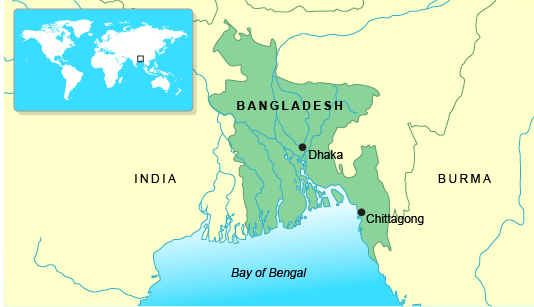 BANGLADESH
Dhaka
INDIA
BURMA
Chittagong
Bay of Bengal